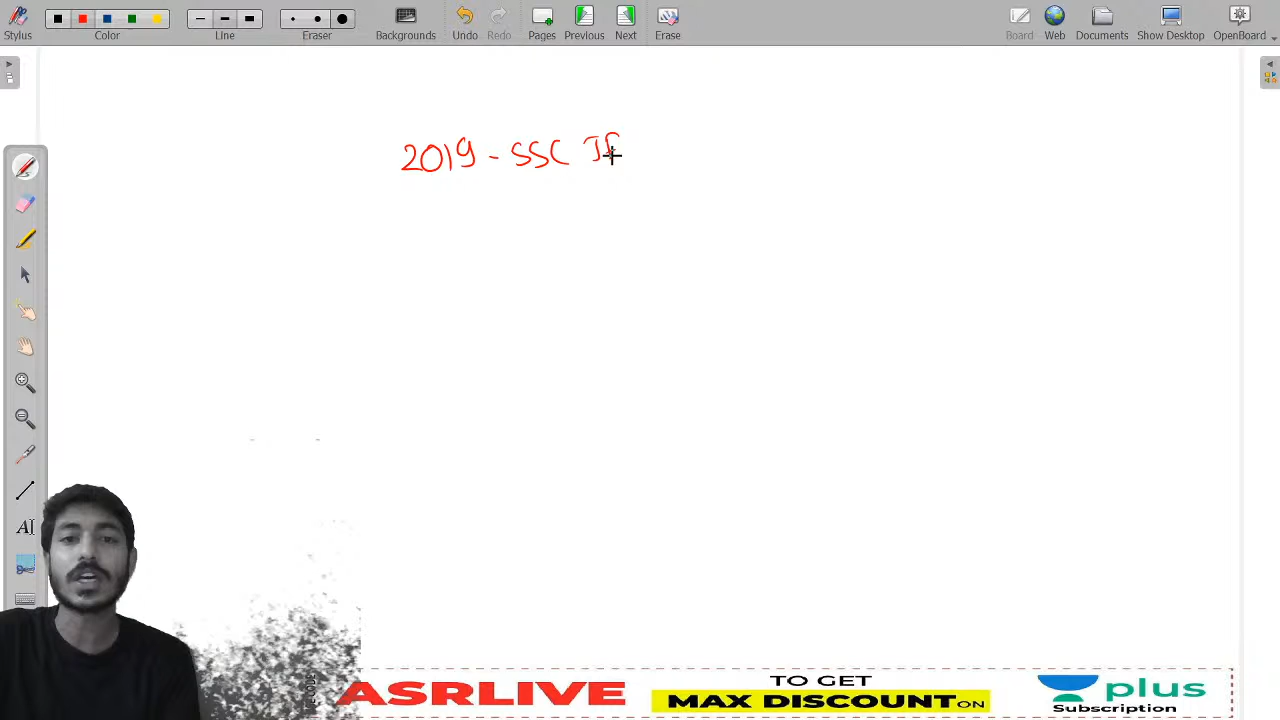 Stylus
Color
Line
Eraser
Backgrounds
Undo
Redo
Pages
Previous
Next
Erase
Board
Web
Documents
Show Desktop
OpenBoard
2019 - SSC
AI
ASRLIVE
TO GET
MAX DISCOUNT ON
plus
Subscription